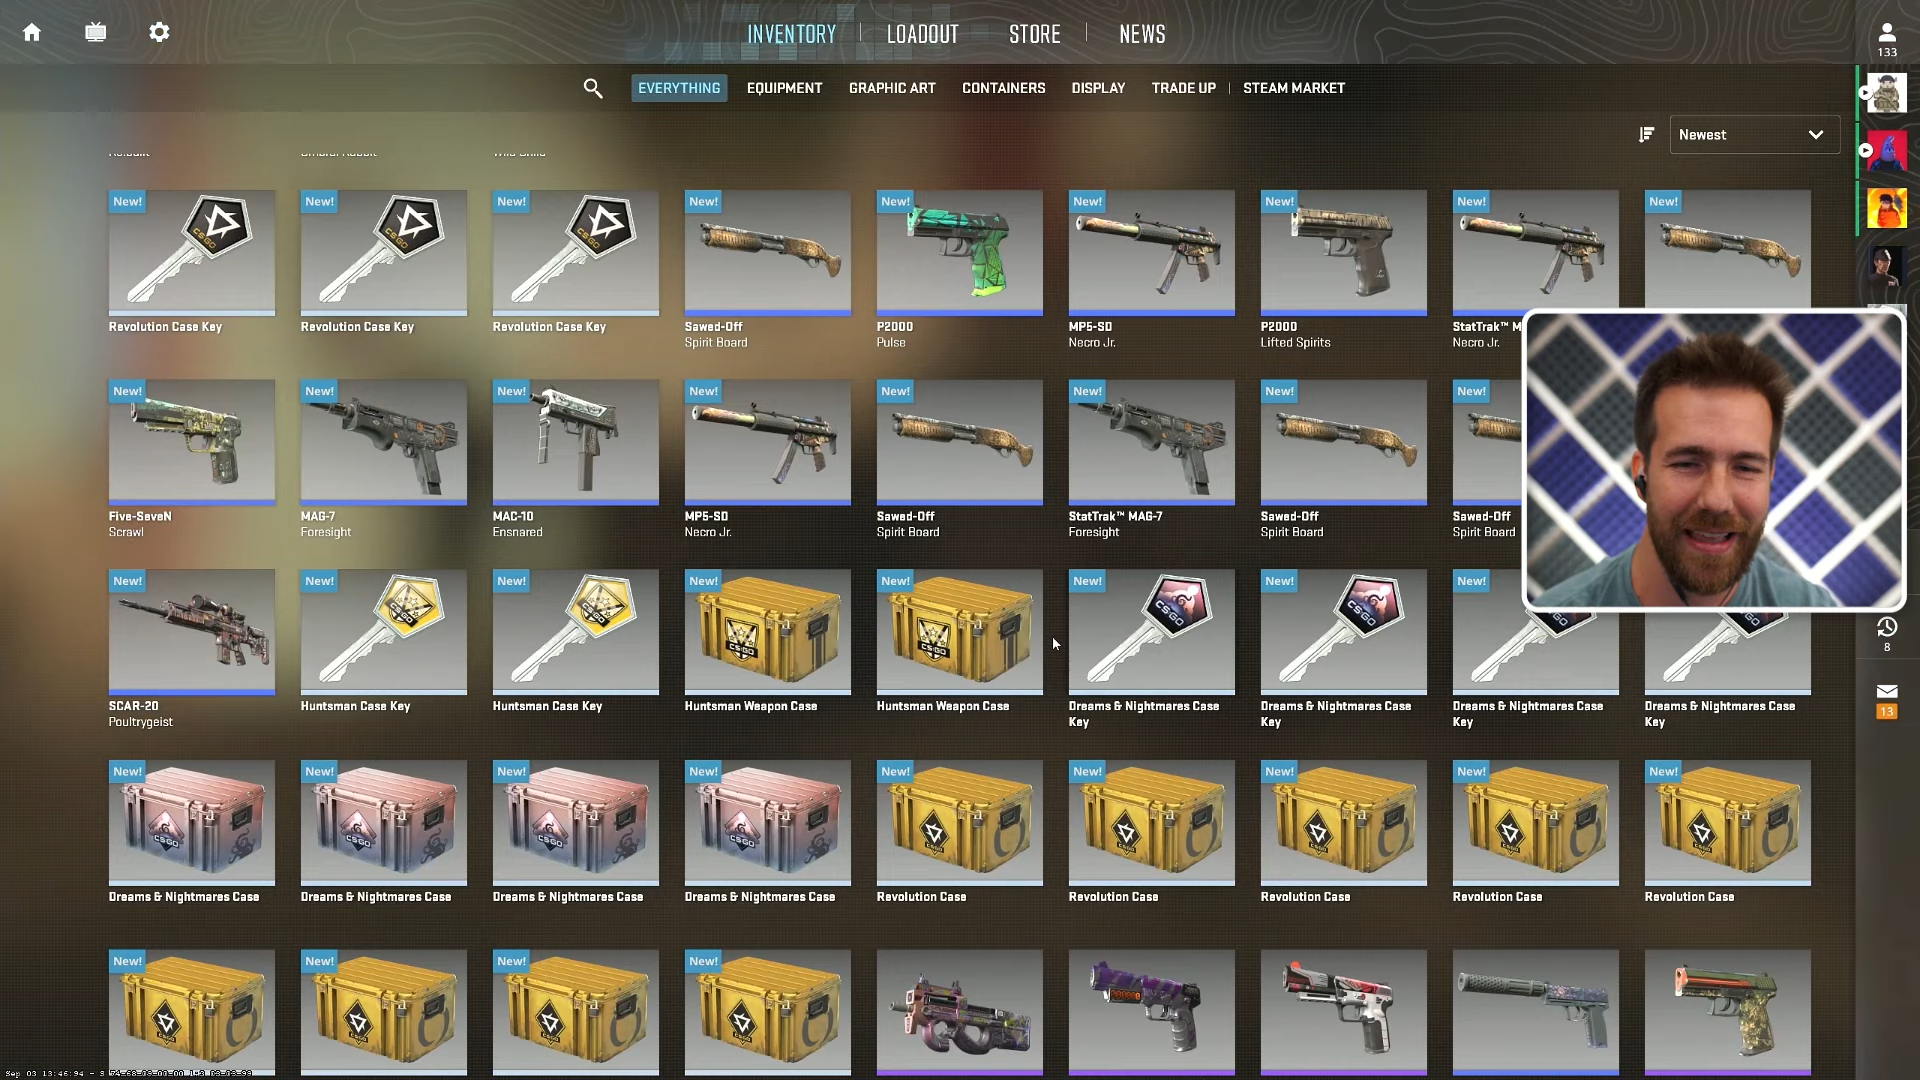 INVENTORY
LOADOUT
STORE
NEWS
133
EVERYTHING
EQUIPMENT
GRAPHIC ART
CONTAINERS
DISPLAY
TRADE UP
STEAM MARKET
Newest
New! New! New! New! New! New! New! New! New!
Revolution Case Key
Revolution Case Key
Revolution Case Key
Sawed-Off
Spirit Board
P2000
Pulse
MP5-SD
Necro Jr.
P2000
Lifted Spirits
StatTrak™ M
Necro Jr.
New! New! New! New! New! New! New! New!
Five-SeveN
Scrawl
MAG-7
Foresight
MAC-10
Ensnared
MP5-SD
Necro Jr.
Sawed-Off
Spirit Board
StatTrak™ MAG-7
Foresight
Sawed-Off
Spirit Board
Sawed-Off
Spirit Board
New! New! New! New! New! New! New! New!
SCAR-20
Poultrygeist
Huntsman Case Key
Huntsman Case Key
Huntsman Weapon Case
Huntsman Weapon Case
Dreams & Nightmares Case
Key
Dreams & Nightmares Case
Key
Dreams & Nightmares Case
Key
Dreams & Nightmares Case
Key
8
13
New! New! New! New! New! New! New! New! New!
Dreams & Nightmares Case
Dreams & Nightmares Case
Dreams & Nightmares Case
Dreams & Nightmares Case
Revolution Case
Revolution Case
Revolution Case
Revolution Case
Revolution Case
New! New! New! New!